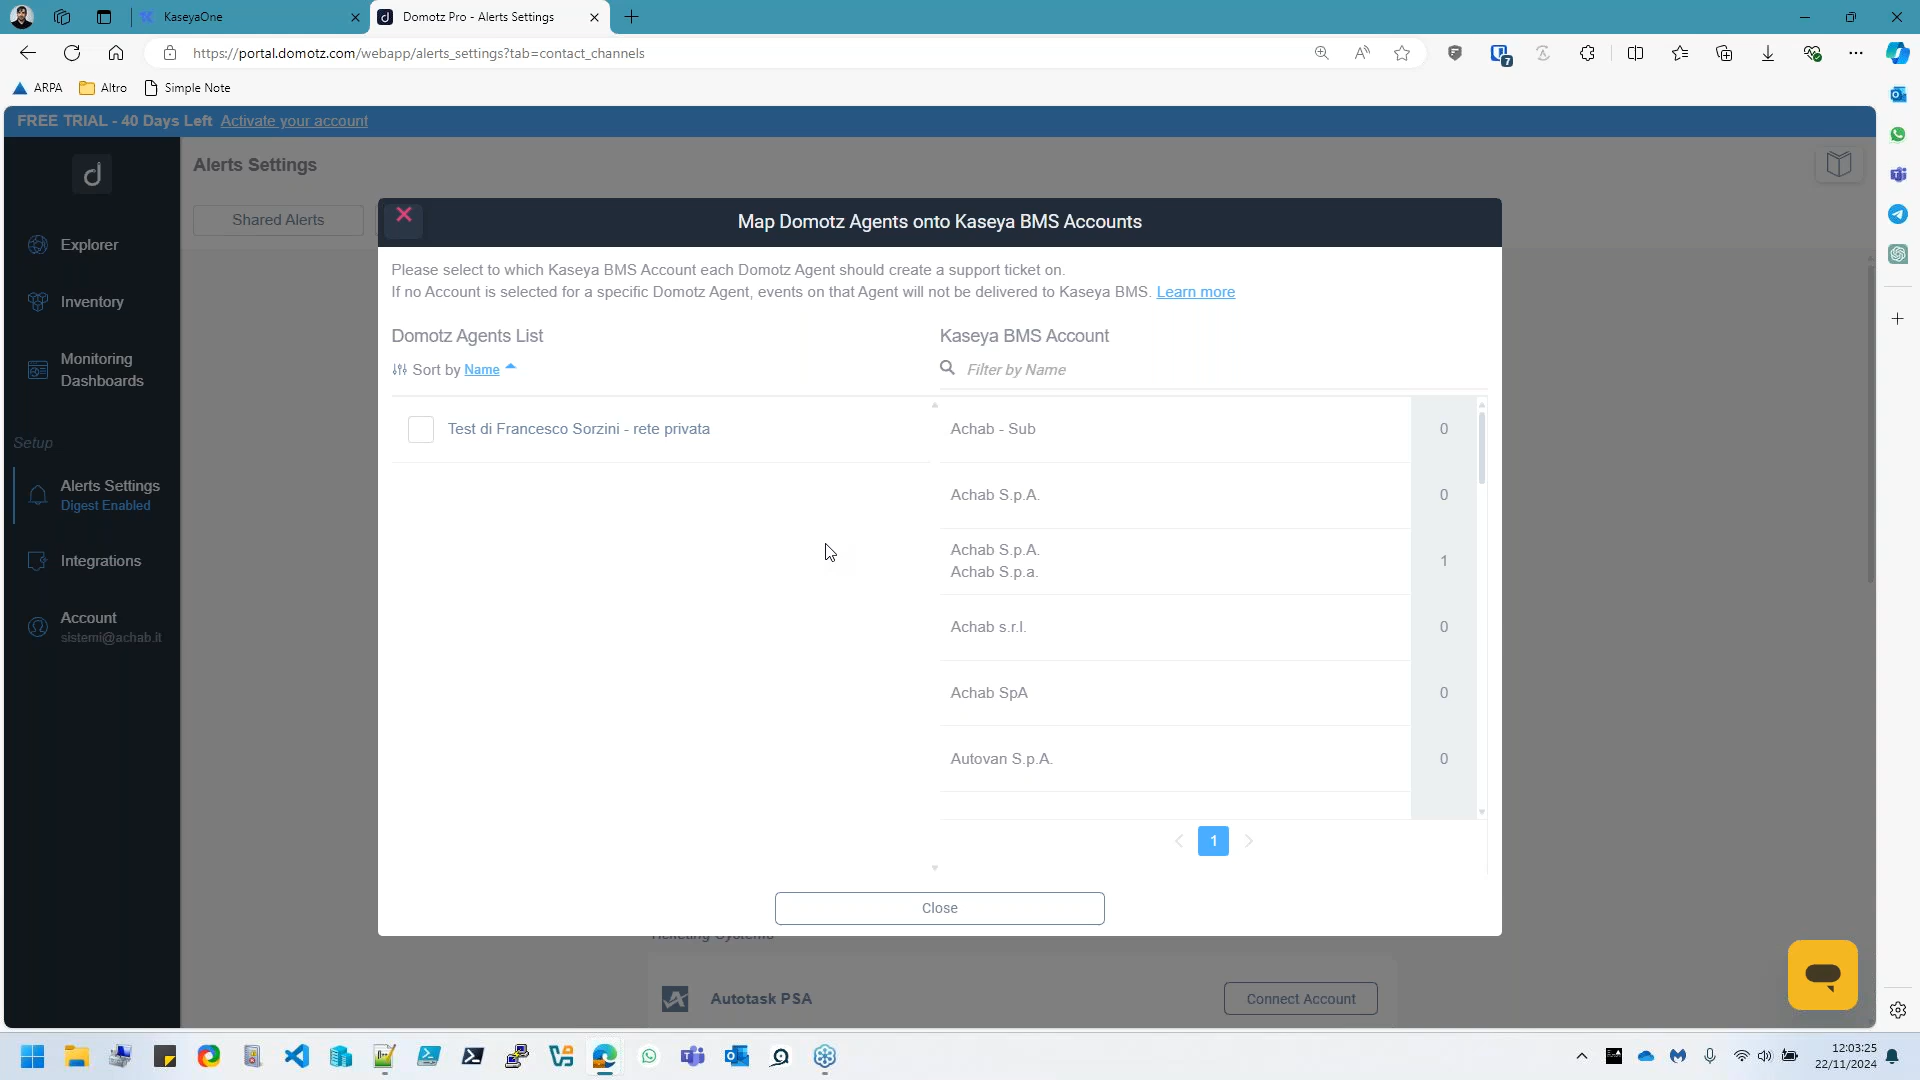 KaseyaOne
Domotz Pro - Alerts Settings
https://portal.domotz.com/webapp/alerts_settings?tab=contact_channels
7
ARPA
Altro
Simple Note
FREE TRIAL - 40 Days Left Activate your account
Alerts Settings
Shared Alerts
Explorer
Inventory
Monitoring
Dashboards
Setup
Alerts Settings
Digest Enabled
Integrations
Account
sistemi@achab.it
Map Domotz Agents onto Kaseya BMS Accounts
Please select to which Kaseya BMS Account each Domotz Agent should create a support ticket on.
If no Account is selected for a specific Domotz Agent, events on that Agent will not be delivered to Kaseya BMS. Learn more
Domotz Agents List
Sort by Name
Test di Francesco Sorzini - rete privata
Kaseya BMS Account
Filter by Name
Achab - Sub 0
Achab S.p.A. 0
Achab S.p.A.
Achab S.p.a. 1
Achab s.r.l. 0
Achab SpA 0
Autovan S.p.A. 0
1
Close
Ticketing Systems
Autotask PSA
Connect Account
12:03:25
22/11/2024